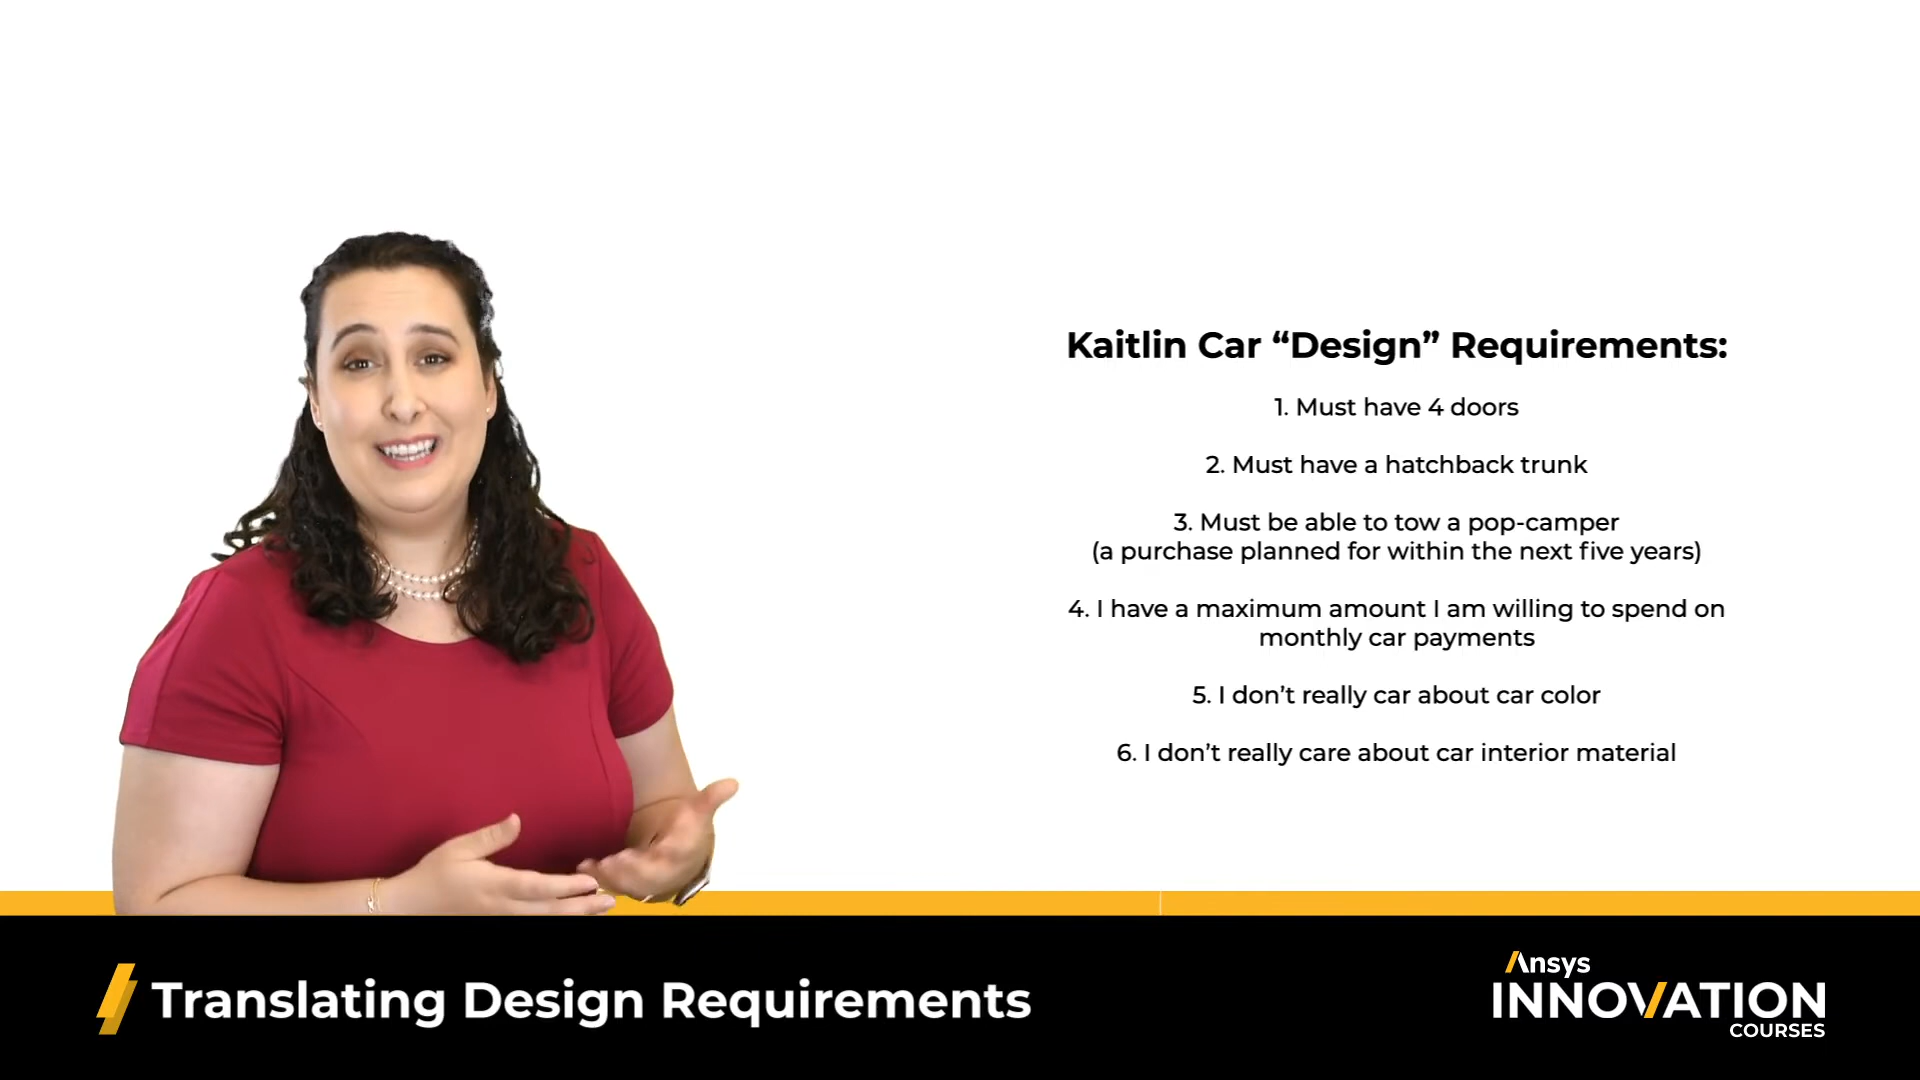 Kaitlin Car “Design” Requirements:
1. Must have 4 doors
2. Must have a hatchback trunk
3. Must be able to tow a pop-camper
(a purchase planned for within the next five years)
4. I have a maximum amount I am willing to spend on
monthly car payments
5. I don’t really car about car color
6. I don’t really care about car interior material
Translating Design Requirements
Ansys
INNOVATION
COURSES